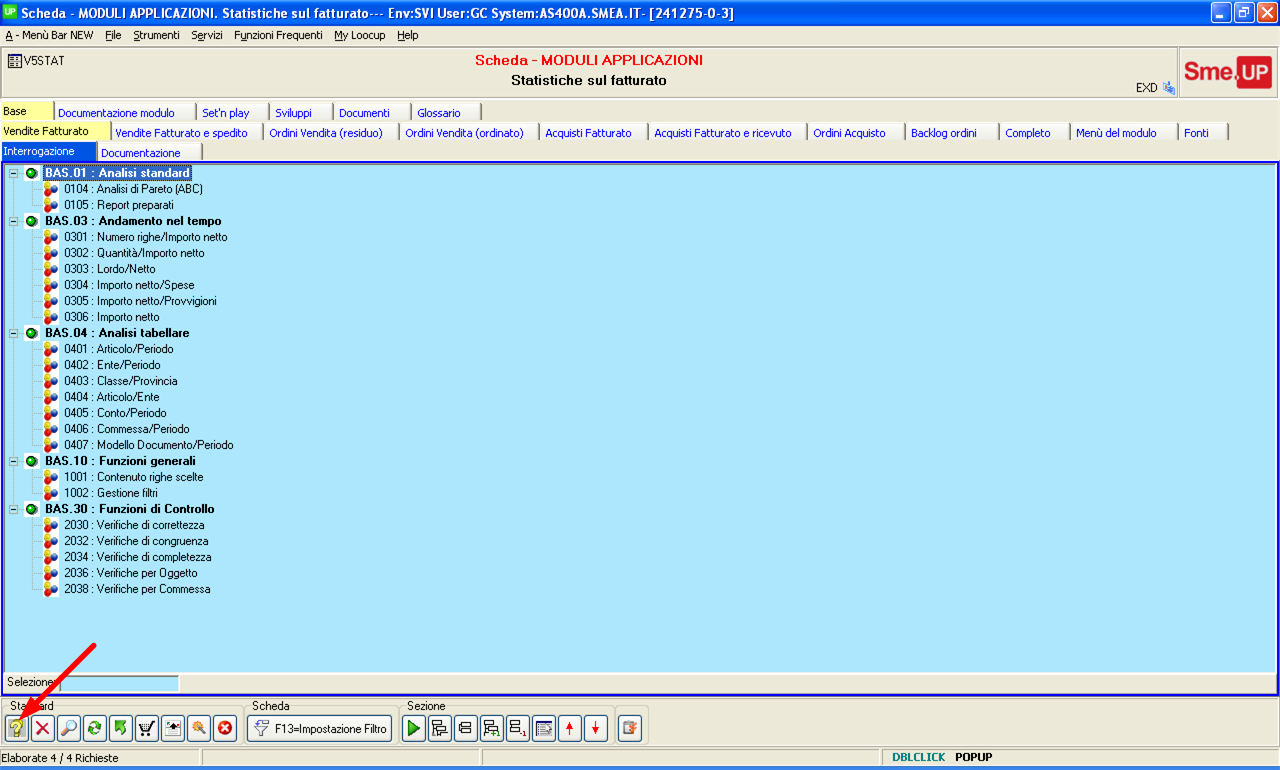 UP Scheda - MODULI APPLICAZIONI. Statistiche sul fatturato--- Env:SVI User:GC System:AS400A.SMEA.IT- [241275-0-3]
A - Menù Bar NEW File Strumenti Servizi Funzioni Frequenti My Loocup Help
V5STAT
Scheda - MODULI APPLICAZIONI
Statistiche sul fatturato
EXD
Sme.UP
Base Documentazione modulo Set'n play Sviluppi Documenti Glossario
Vendite Fatturato Vendite Fatturato e spedito Ordini Vendita (residuo) Ordini Vendita (ordinato) Acquisti Fatturato Acquisti Fatturato e ricevuto Ordini Acquisto Backlog ordini Completo Menù del modulo Fonti
Interrogazione Documentazione
BAS.01 : Analisi standard
0104 : Analisi di Pareto (ABC)
0105 : Report preparati
BAS.03 : Andamento nel tempo
0301 : Numero righe/Importo netto
0302 : Quantità/Importo netto
0303 : Lordo/Netto
0304 : Importo netto/Spese
0305 : Importo netto/Provvigioni
0306 : Importo netto
BAS.04 : Analisi tabellare
0401 : Articolo/Periodo
0402 : Ente/Periodo
0403 : Classe/Provincia
0404 : Articolo/Ente
0405 : Conto/Periodo
0406 : Commessa/Periodo
0407 : Modello Documento/Periodo
BAS.10 : Funzioni generali
1001 : Contenuto righe scelte
1002 : Gestione filtri
BAS.30 : Funzioni di Controllo
2030 : Verifiche di correttezza
2032 : Verifiche di congruenza
2034 : Verifiche di completezza
2036 : Verifiche per Oggetto
2038 : Verifiche per Commessa
Selezione
Standard Scheda Sezione
F13=Impostazione Filtro
Elaborate 4 / 4 Richieste DBLCLICK POPUP